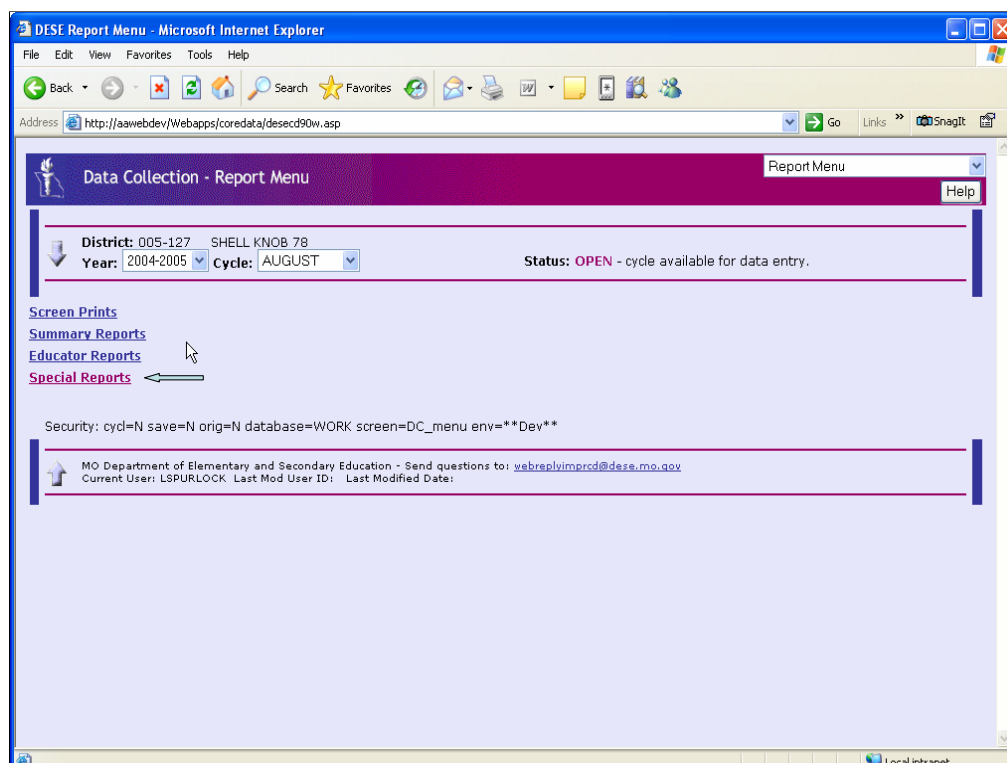 DESE Report Menu - Microsoft Internet Explorer
File Edit View Favorites Tools Help
Back Search Favorites
Address http://aawebdev/Webapps/coredata/desecd90w.asp Go Links » SnagIt
Data Collection - Report Menu
Report Menu
Help
District: 005-127 SHELL KNOB 78
Year: 2004-2005 Cycle: AUGUST Status: OPEN - cycle available for data entry.
Screen Prints
Summary Reports
Educator Reports
Special Reports
Security: cycl=N save=N orig=N database=WORK screen=DC_menu env=**Dev**
MO Department of Elementary and Secondary Education - Send questions to: webreplyimprcd@dese.mo.gov
Current User: LSPURLOCK Last Mod User ID: Last Modified Date:
Local intranet